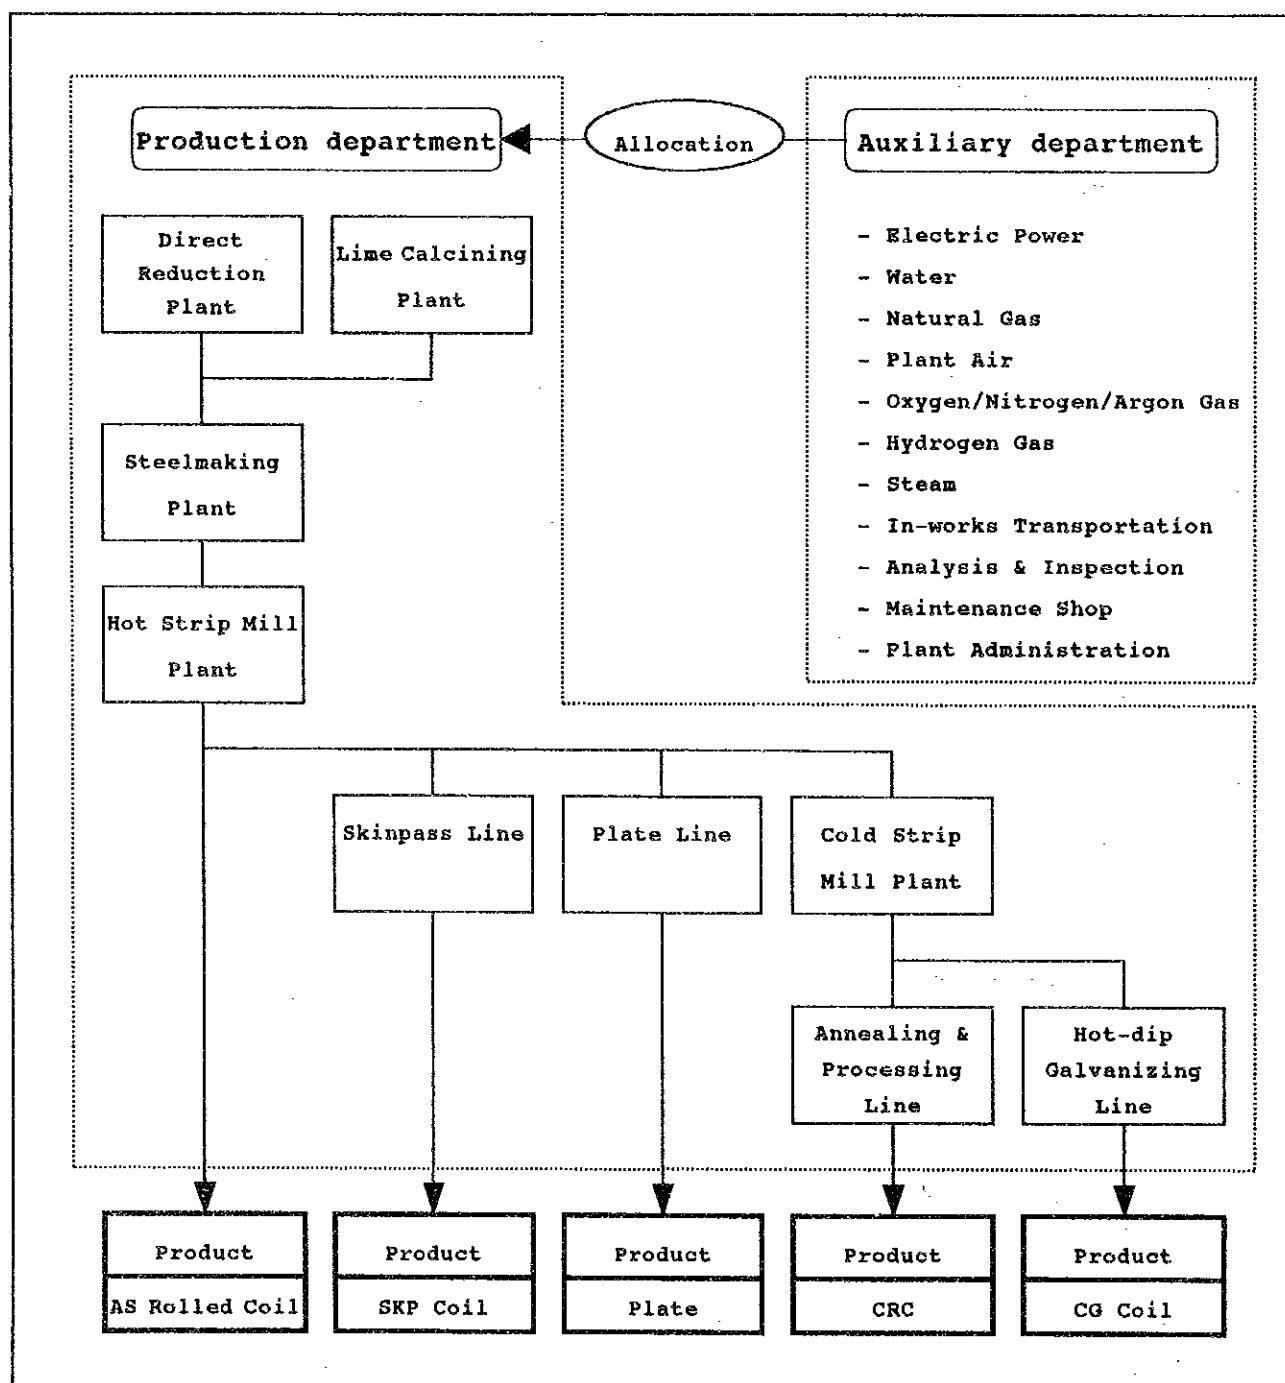 Production department
Allocation
Auxiliary department
Direct
Reduction
Plant
Lime Calcining
Plant
- Electric Power
- Water
- Natural Gas
- Plant Air
- Oxygen/Nitrogen/Argon Gas
- Hydrogen Gas
- Steam
- In-works Transportation
- Analysis & Inspection
- Maintenance Shop
- Plant Administration
Steelmaking
Plant
Hot Strip Mill
Plant
Skinpass Line
Plate Line
Cold Strip
Mill Plant
Annealing &
Processing
Line
Hot-dip
Galvanizing
Line
Product
AS Rolled Coil
Product
SKP Coil
Product
Plate
Product
CRC
Product
CG Coil